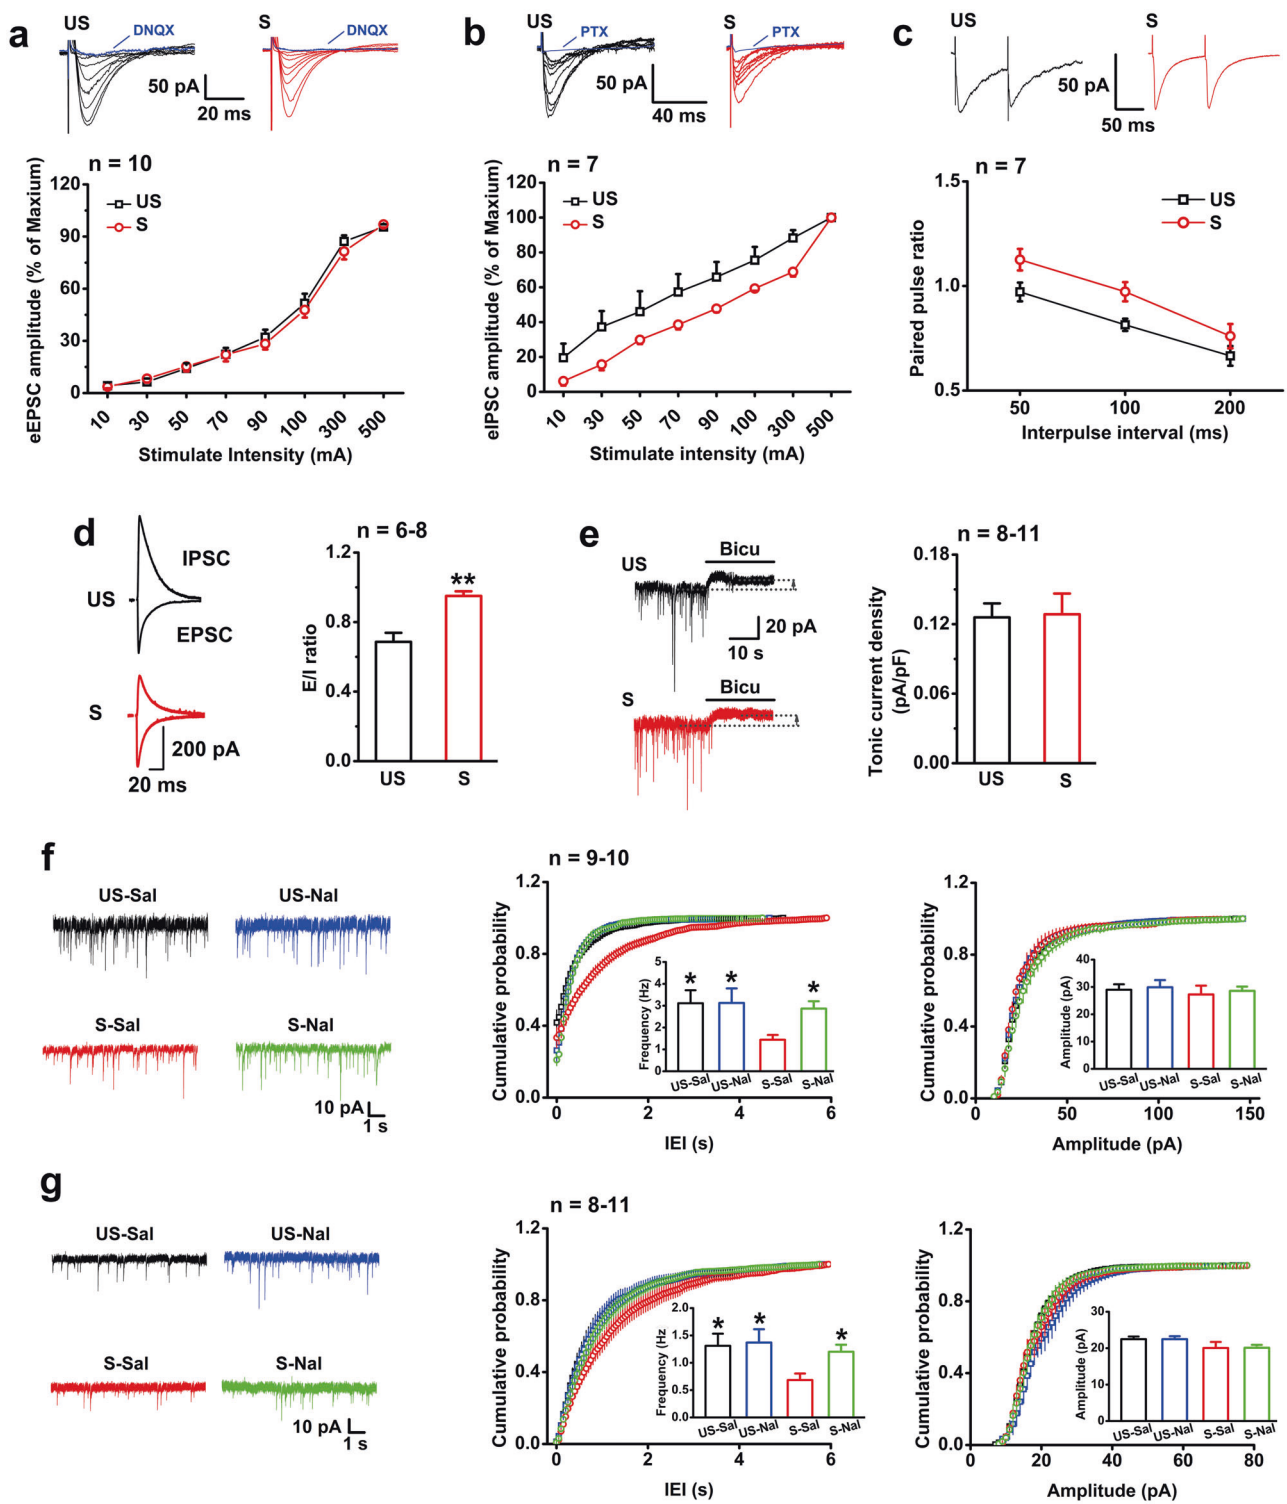 a
US
DNQX
S
DNQX
50 pA
20 ms
n = 10
US
S
eEPSC amplitude (% of Maxium)
120
90
60
30
0
10 30 50 70 90 100 300 500
Stimulate Intensity (mA)
b
US
PTX
S
PTX
50 pA
40 ms
n = 7
US
S
eIPSC amplitude (% of Maxium)
120
100
80
60
40
20
0
10 30 50 70 90 100 300 500
Stimulate intensity (mA)
c
US
S
50 pA
50 ms
n = 7
US
S
Paired pulse ratio
1.5
1.0
0.5
50 100 200
Interpulse interval (ms)
d
US
IPSC
EPSC
S
200 pA
20 ms
n = 6-8
E/I ratio
1.2
0.8
0.4
0.0
**
US S
e
US
Bicu
20 pA
10 s
S
Bicu
n = 8-11
Tonic current density
(pA/pF)
0.18
0.12
0.06
0.00
US S
f
US-Sal
US-Nal
S-Sal
S-Nal
10 pA
1 s
n = 9-10
Cumulative probability
1.2
0.8
0.4
0.0
0 2 4 6
IEI (s)
Frequency (Hz)
5
4
3
2
1
0
* * *
US-Sal US-Nal S-Sal S-Nal
Cumulative probability
1.2
0.8
0.4
0.0
0 50 100 150
Amplitude (pA)
Amplitude (pA)
40
30
20
10
0
US-Sal US-Nal S-Sal S-Nal
g
US-Sal
US-Nal
S-Sal
S-Nal
10 pA
1 s
n = 8-11
Cumulative probability
1.2
0.8
0.4
0.0
0 2 4 6
IEI (s)
Frequency (Hz
2.0
1.5
1.0
0.5
0.0
* * *
US-Sal US-Nal S-Sal S-Nal
Cumulative probability
1.2
0.8
0.4
0.0
0 20 40 60 80
Amplitude (pA)
Amplitude (pA)
30
20
10
0
US-Sal US-Nal S-Sal S-Nal